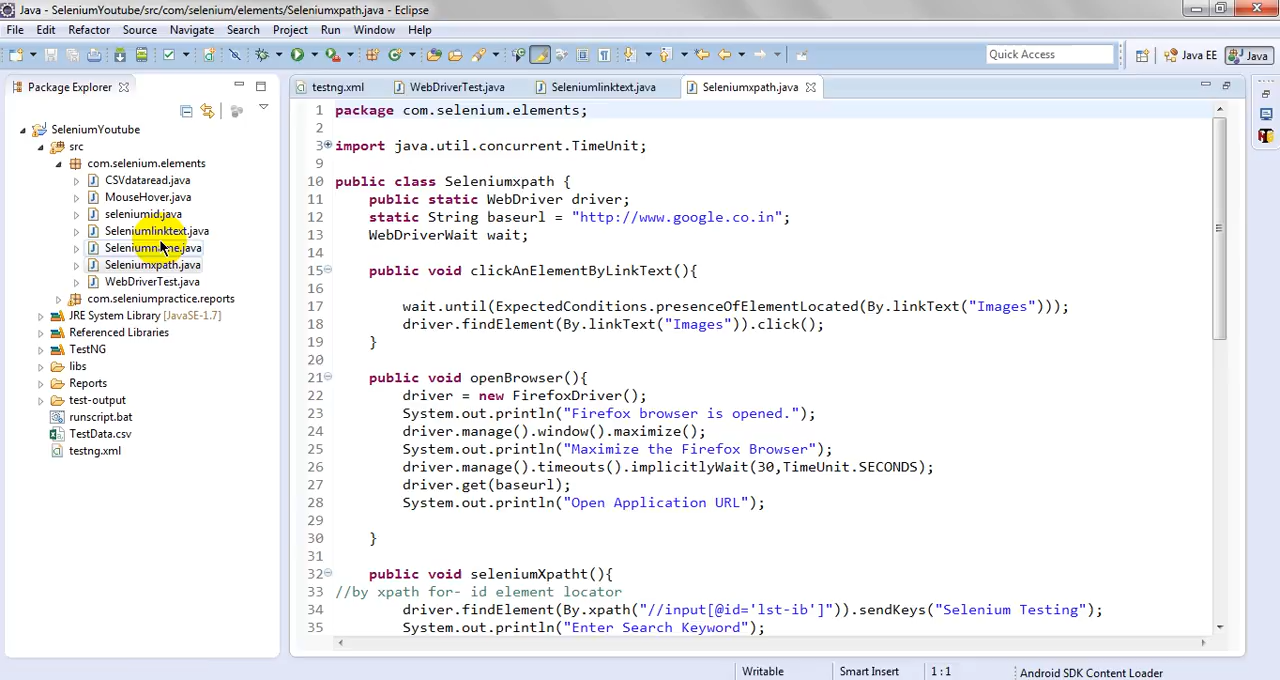 Java - SeleniumYoutube/src/com/selenium/elements/Seleniumxpath.java - Eclipse
File Edit Refactor Source Navigate Search Project Run Window Help
Quick Access
Java EE
Java
Package Explorer
testng.xml
WebDriverTest.java
Seleniumlinktext.java
Seleniumxpath.java
SeleniumYoutube
src
com.selenium.elements
CSVdataread.java
MouseHover.java
seleniumid.java
Seleniumlinktext.java
Seleniumname.java
Seleniumxpath.java
WebDriverTest.java
com.seleniumpractice.reports
JRE System Library [JavaSE-1.7]
Referenced Libraries
TestNG
libs
Reports
test-output
runscript.bat
TestData.csv
testng.xml
1 package com.selenium.elements;
2
3 import java.util.concurrent.TimeUnit;
9
10 public class Seleniumxpath {
11 public static WebDriver driver;
12 static String baseurl = "http://www.google.co.in";
13 WebDriverWait wait;
14
15 public void clickAnElementByLinkText(){
16
17 wait.until(ExpectedConditions.presenceOfElementLocated(By.linkText("Images")));
18 driver.findElement(By.linkText("Images")).click();
19 }
20
21 public void openBrowser(){
22 driver = new FirefoxDriver();
23 System.out.println("Firefox browser is opened.");
24 driver.manage().window().maximize();
25 System.out.println("Maximize the Firefox Browser");
26 driver.manage().timeouts().implicitlyWait(30,TimeUnit.SECONDS);
27 driver.get(baseurl);
28 System.out.println("Open Application URL");
29
30 }
31
32 public void seleniumXpatht(){
33 //by xpath for- id element locator
34 driver.findElement(By.xpath("//input[@id='lst-ib']")).sendKeys("Selenium Testing");
35 System.out.println("Enter Search Keyword");
Writable
Smart Insert
1 : 1
Android SDK Content Loader